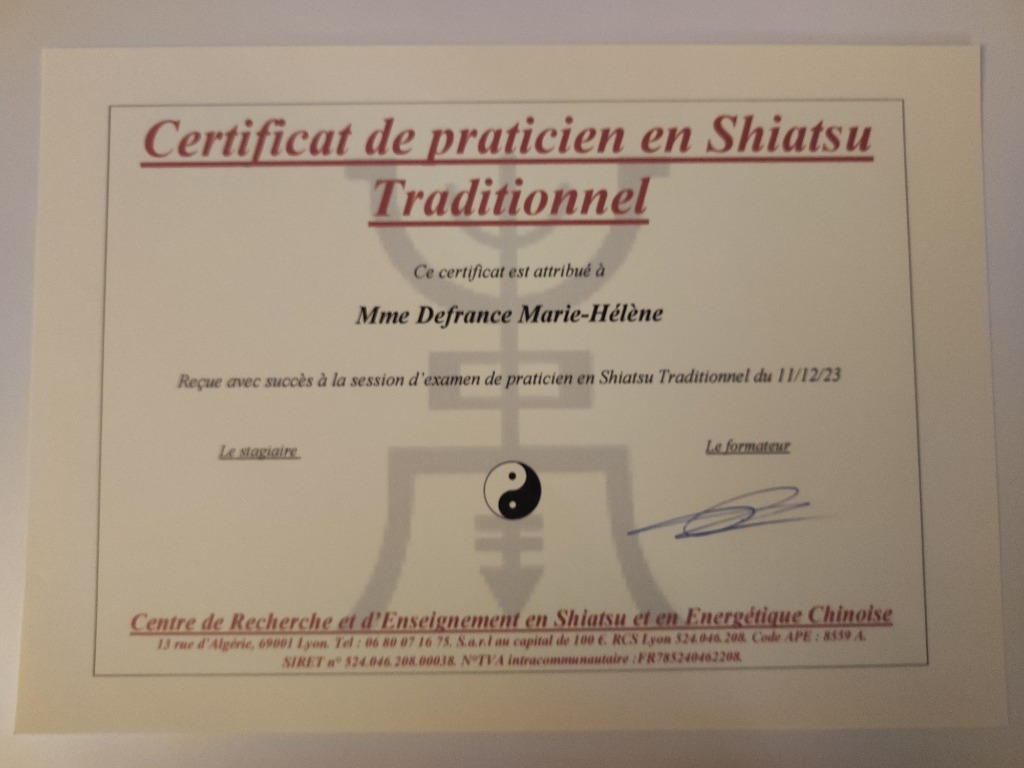 Certificat de praticien en Shiatsu
Traditionnel
Ce certificat est attribué à
Mme Defrance Marie-Hélène
Reçue avec succès à la session d'examen de praticien en Shiatsu Traditionnel du 11/12/23
Le stagiaire
Le formateur
Centre de Recherche et d'Enseignement en Shiatsu et en Energétique Chinoise
13 rue d'Algérie, 69001 Lyon. Tel : 06 80 07 16 75. S.a.r.l au capital de 100 €. RCS Lyon 524.046.208. Code APE : 8559 A.
SIRET n° 524.046.208.00038. N°TVA intracommunautaire :FR785240462208.